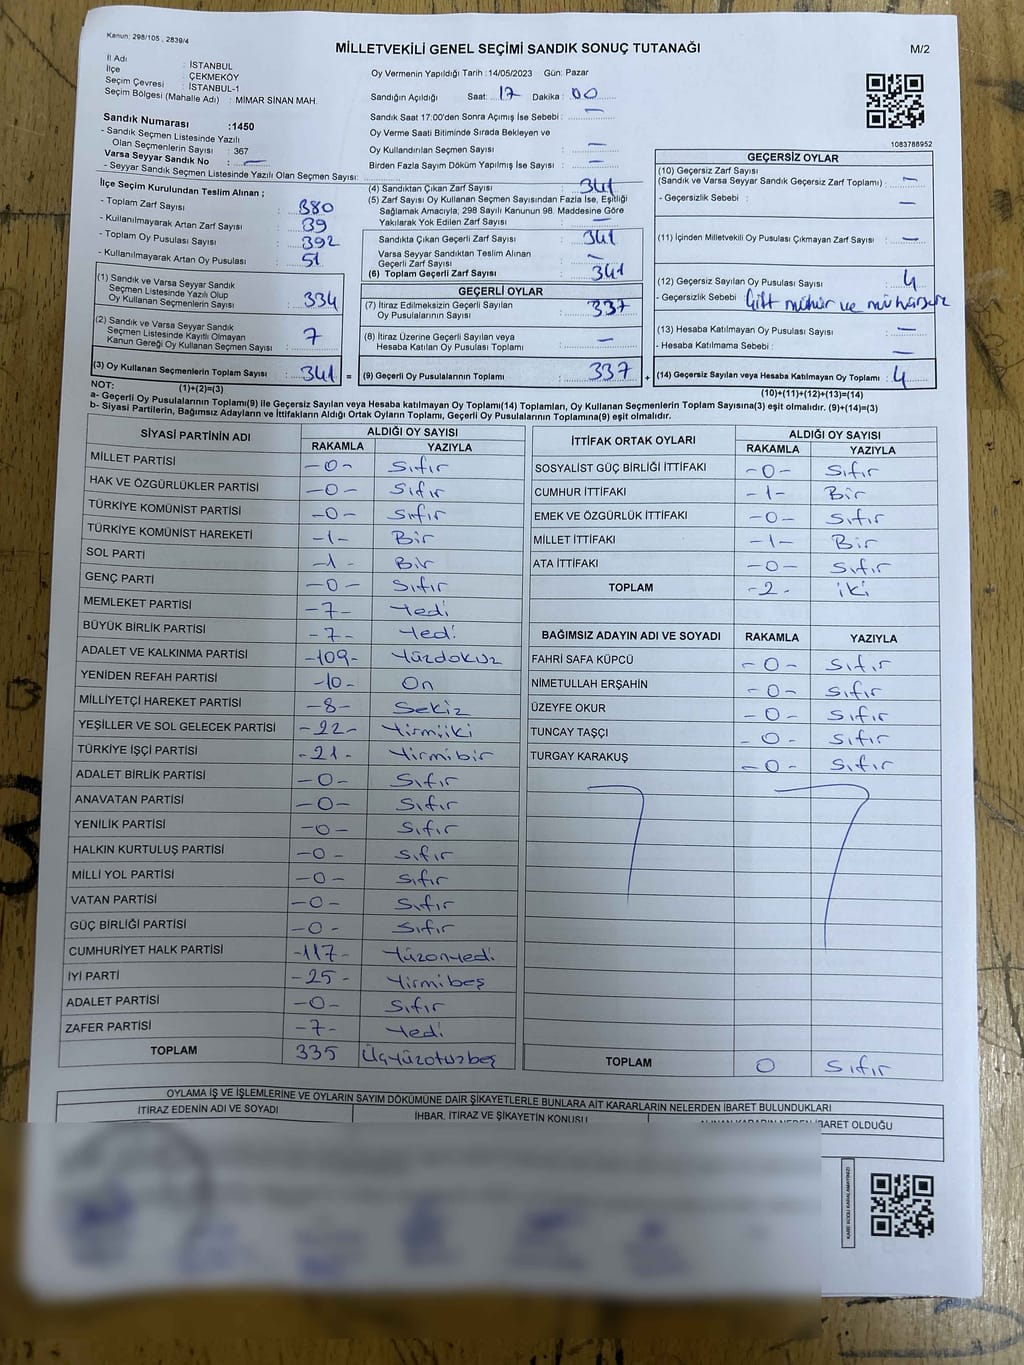 Kanun: 298/105 , 2839/4
MİLLETVEKİLİ GENEL SEÇİMİ SANDIK SONUÇ TUTANAĞI
M/2
İl Adı : İSTANBUL
İlçe : ÇEKMEKÖY
Seçim Çevresi : İSTANBUL-1
Seçim Bölgesi (Mahalle Adı) : MİMAR SİNAN MAH.
Sandık Numarası :1450
- Sandık Seçmen Listesinde Yazılı
Olan Seçmenlerin Sayısı : 367
Varsa Seyyar Sandık No : —
- Seyyar Sandık Seçmen Listesinde Yazılı Olan Seçmen Sayısı:
Oy Vermenin Yapıldığı Tarih :14/05/2023 Gün: Pazar
Sandığın Açıldığı Saat: 17 Dakika : 00
Sandık Saat 17:00'den Sonra Açımış İse Sebebi : —
Oy Verme Saati Bitiminde Sırada Bekleyen ve
Oy Kullandırılan Seçmen Sayısı : —
Birden Fazla Sayım Döküm Yapılmış İse Sayısı : —
1083788952
İlçe Seçim Kurulundan Teslim Alınan ;
- Toplam Zarf Sayısı : 380
- Kullanılmayarak Artan Zarf Sayısı : 39
- Toplam Oy Pusulası Sayısı : 392
- Kullanılmayarak Artan Oy Pusulası : 51
(1) Sandık ve Varsa Seyyar Sandık
Seçmen Listesinde Yazılı Olup
Oy Kullanan Seçmenlerin Sayısı : 334
(2) Sandık ve Varsa Seyyar Sandık
Seçmen Listesinde Kayıtlı Olmayan
Kanun Gereği Oy Kullanan Seçmen Sayısı : 7
(3) Oy Kullanan Seçmenlerin Toplam Sayısı : 341 =
(4) Sandıktan Çıkan Zarf Sayısı : 341
(5) Zarf Sayısı Oy Kullanan Seçmen Sayısından Fazla İse, Eşitliği
Sağlamak Amacıyla; 298 Sayılı Kanunun 98. Maddesine Göre
Yakılarak Yok Edilen Zarf Sayısı : —
Sandıkta Çıkan Geçerli Zarf Sayısı : 341
Varsa Seyyar Sandıktan Teslim Alınan
Geçerli Zarf Sayısı : —
(6) Toplam Geçerli Zarf Sayısı : 341
GEÇERLİ OYLAR
(7) İtiraz Edilmeksizin Geçerli Sayılan
Oy Pusulalarının Sayısı : 337
(8) İtiraz Üzerine Geçerli Sayılan veya
Hesaba Katılan Oy Pusulası Toplamı : —
(9) Geçerli Oy Pusulalarının Toplamı : 337 +
GEÇERSİZ OYLAR
(10) Geçersiz Zarf Sayısı
(Sandık ve Varsa Seyyar Sandık Geçersiz Zarf Toplamı) : —
- Geçersizlik Sebebi : —
(11) İçinden Milletvekili Oy Pusulası Çıkmayan Zarf Sayısı : —
(12) Geçersiz Sayılan Oy Pusulası Sayısı : 4
- Geçersizlik Sebebi : Çift mühür ve mühürsüz
(13) Hesaba Katılmayan Oy Pusulası Sayısı : —
- Hesaba Katılmama Sebebi : —
(14) Geçersiz Sayılan veya Hesaba Katılmayan Oy Toplamı : 4
NOT: (1)+(2)=(3)
(10)+(11)+(12)+(13)=(14)
a- Geçerli Oy Pusulalarının Toplamı(9) ile Geçersiz Sayılan veya Hesaba Katılmayan Oy Toplamı(14) Toplamları, Oy Kullanan Seçmenlerin Toplam Sayısına(3) eşit olmalıdır. (9)+(14)=(3)
b- Siyasi Partilerin, Bağımsız Adayların ve İttifakların Aldığı Ortak Oyların Toplamı, Geçerli Oy Pusulalarının Toplamına(9) eşit olmalıdır.
SİYASİ PARTİNİN ADI ALDIĞI OY SAYISI
RAKAMLA YAZIYLA
MİLLET PARTİSİ -0- Sıfır
HAK VE ÖZGÜRLÜKLER PARTİSİ -0- Sıfır
TÜRKİYE KOMÜNİST PARTİSİ -0- Sıfır
TÜRKİYE KOMÜNİST HAREKETİ -1- Bir
SOL PARTİ -1- Bir
GENÇ PARTİ -0- Sıfır
MEMLEKET PARTİSİ -7- Yedi
BÜYÜK BİRLİK PARTİSİ -7- Yedi
ADALET VE KALKINMA PARTİSİ -109- Yüzdokuz
YENİDEN REFAH PARTİSİ -10- On
MİLLİYETÇİ HAREKET PARTİSİ -8- Sekiz
YEŞİLLER VE SOL GELECEK PARTİSİ -22- Yirmiiki
TÜRKİYE İŞÇİ PARTİSİ -21- Yirmibir
ADALET BİRLİK PARTİSİ -0- Sıfır
ANAVATAN PARTİSİ -0- Sıfır
YENİLİK PARTİSİ -0- Sıfır
HALKIN KURTULUŞ PARTİSİ -0- Sıfır
MİLLİ YOL PARTİSİ -0- Sıfır
VATAN PARTİSİ -0- Sıfır
GÜÇ BİRLİĞİ PARTİSİ -0- Sıfır
CUMHURİYET HALK PARTİSİ -117- Yüzonyedi
İYİ PARTİ -25- Yirmibeş
ADALET PARTİSİ -0- Sıfır
ZAFER PARTİSİ -7- Yedi
TOPLAM 335 Üçyüzotuzbeş
İTTİFAK ORTAK OYLARI ALDIĞI OY SAYISI
RAKAMLA YAZIYLA
SOSYALİST GÜÇ BİRLİĞİ İTTİFAKI -0- Sıfır
CUMHUR İTTİFAKI -1- Bir
EMEK VE ÖZGÜRLÜK İTTİFAKI -0- Sıfır
MİLLET İTTİFAKI -1- Bir
ATA İTTİFAKI -0- Sıfır
TOPLAM -2- iki
BAĞIMSIZ ADAYIN ADI VE SOYADI RAKAMLA YAZIYLA
FAHRİ SAFA KÜPCÜ -0- Sıfır
NİMETULLAH ERŞAHİN -0- Sıfır
ÜZEYFE OKUR -0- Sıfır
TUNCAY TAŞÇI -0- Sıfır
TURGAY KARAKUŞ -0- Sıfır
TOPLAM 0 Sıfır
OYLAMA İŞ VE İŞLEMLERİNE VE OYLARIN SAYIM DÖKÜMÜNE DAİR ŞİKAYETLERLE BUNLARA AİT KARARLARIN NELERDEN İBARET BULUNDUKLARI
İTİRAZ EDENİN ADI VE SOYADI
İHBAR, İTİRAZ VE ŞİKAYETİN KONUSU
ALINAN KARARIN NEDEN İBARET OLDUĞU
KARE KODU KARALAMAYINIZ!